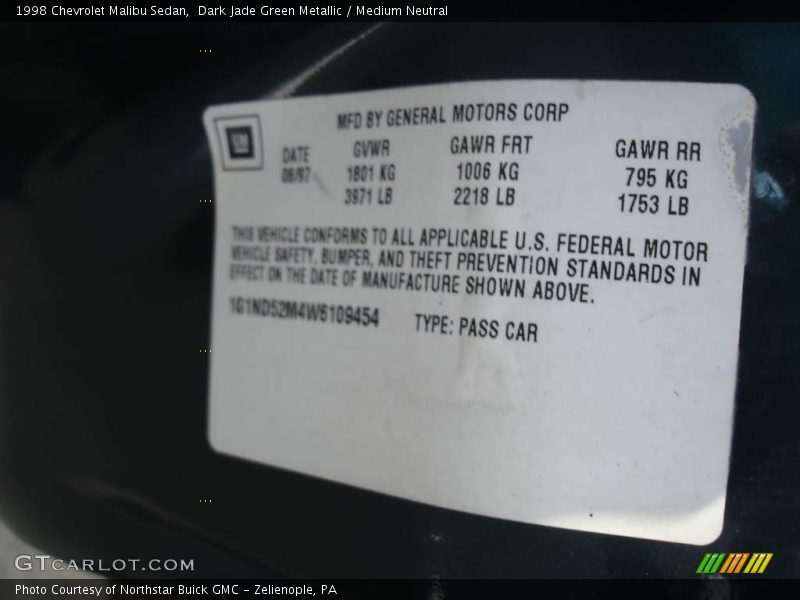 1998 Chevrolet Malibu Sedan,  Dark Jade Green Metallic / Medium Neutral
MFD BY GENERAL MOTORS CORP
GM DATE GVWR GAWR FRT GAWR RR
08/97 1801 KG 1006 KG 795 KG
3971 LB 2218 LB 1753 LB
THIS VEHICLE CONFORMS TO ALL APPLICABLE U.S. FEDERAL MOTOR
VEHICLE SAFETY, BUMPER, AND THEFT PREVENTION STANDARDS IN
EFFECT ON THE DATE OF MANUFACTURE SHOWN ABOVE.
1G1ND52M4W6109454 TYPE: PASS CAR
GTCARLOT.COM
Photo Courtesy of Northstar Buick GMC - Zelienople, PA